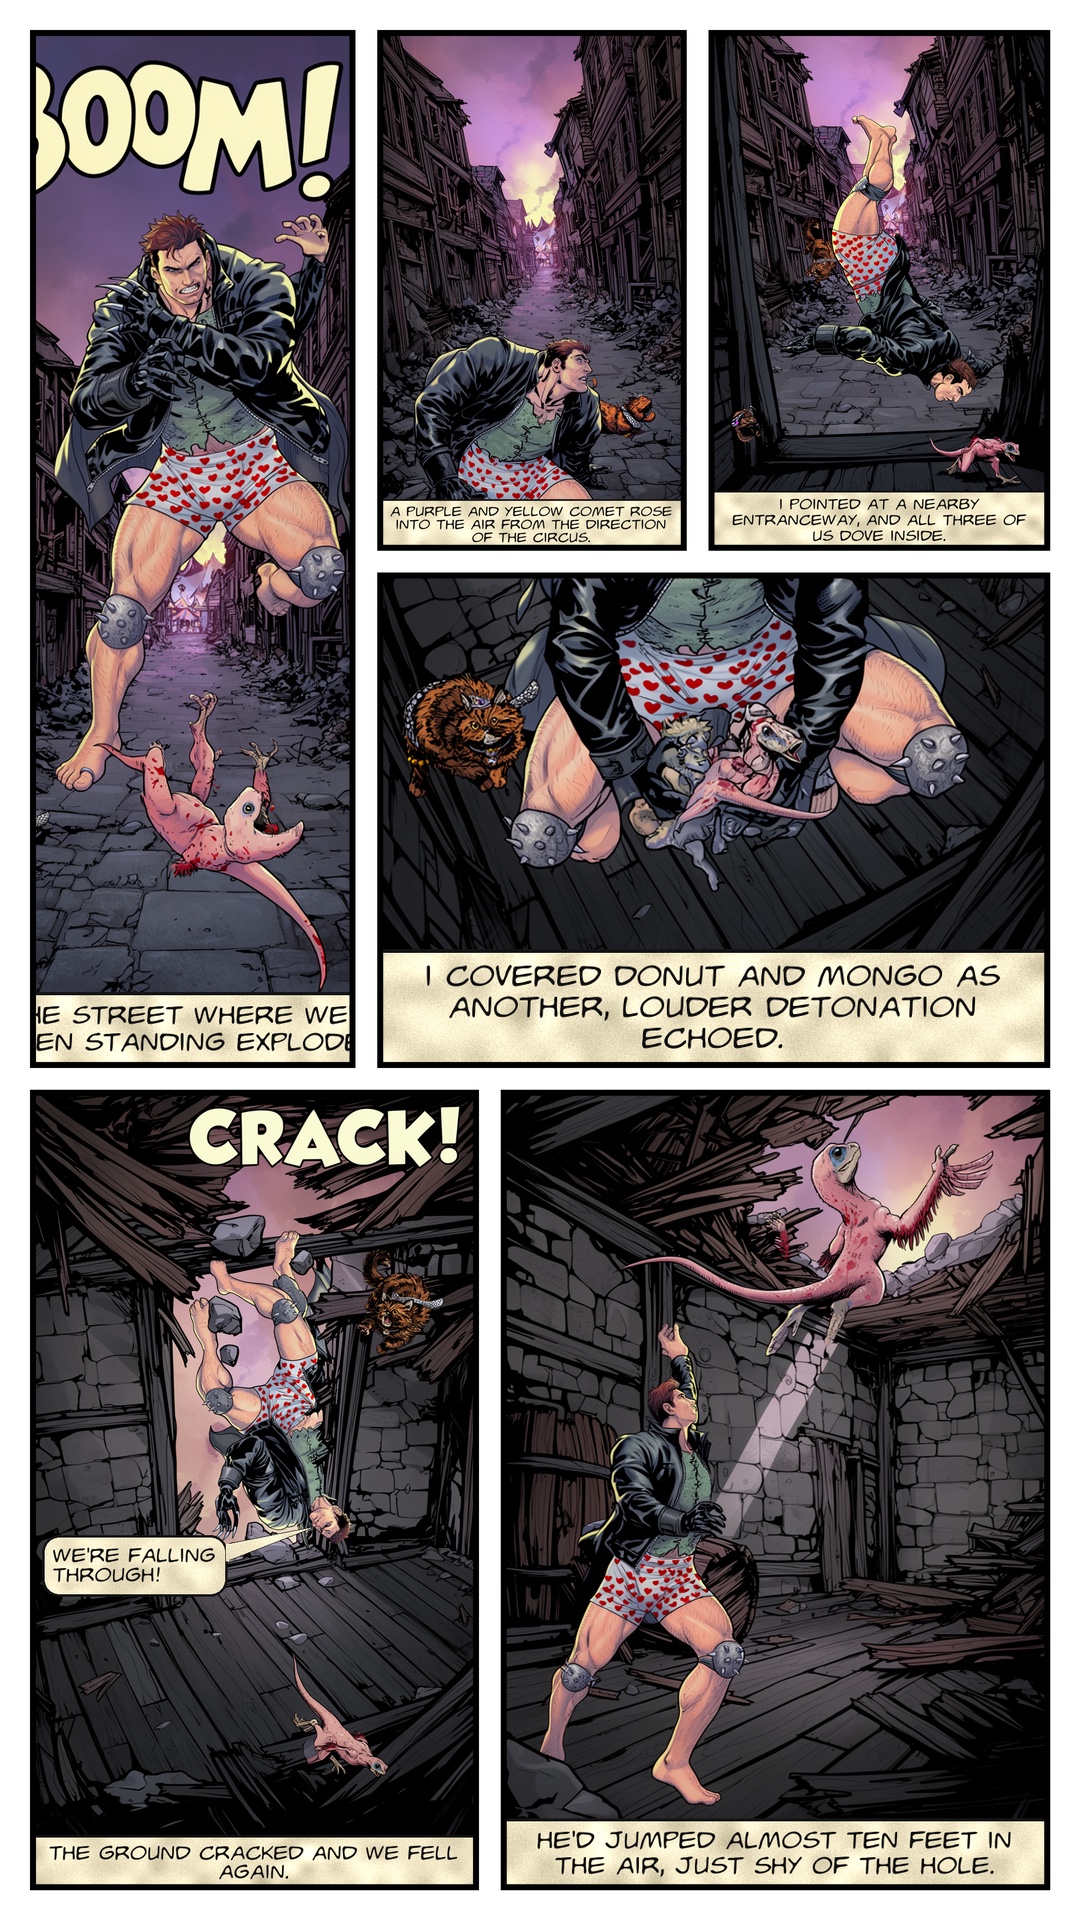 BOOM!
HE STREET WHERE WE
EN STANDING EXPLODE
A PURPLE AND YELLOW COMET ROSE
INTO THE AIR FROM THE DIRECTION
OF THE CIRCUS.
I POINTED AT A NEARBY
ENTRANCEWAY, AND ALL THREE OF
US DOVE INSIDE.
I COVERED DONUT AND MONGO AS
ANOTHER, LOUDER DETONATION
ECHOED.
CRACK!
WE'RE FALLING
THROUGH!
THE GROUND CRACKED AND WE FELL
AGAIN.
HE'D JUMPED ALMOST TEN FEET IN
THE AIR, JUST SHY OF THE HOLE.